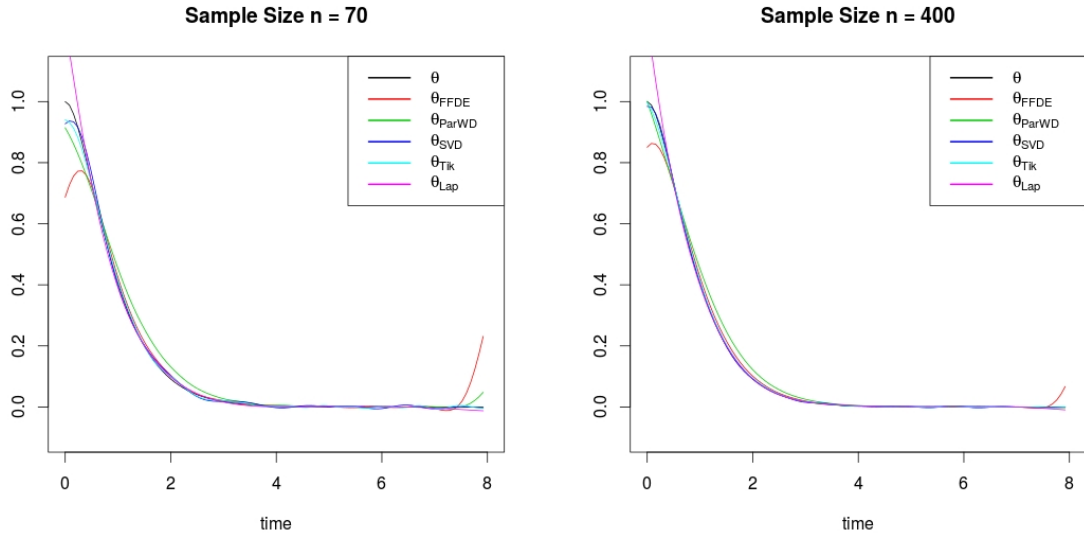 Sample Size n = 70
θ
θFFDE
θParWD
θSVD
θTik
θLap
0.0 0.2 0.4 0.6 0.8 1.0
0 2 4 6 8
time
Sample Size n = 400
θ
θFFDE
θParWD
θSVD
θTik
θLap
0.0 0.2 0.4 0.6 0.8 1.0
0 2 4 6 8
time